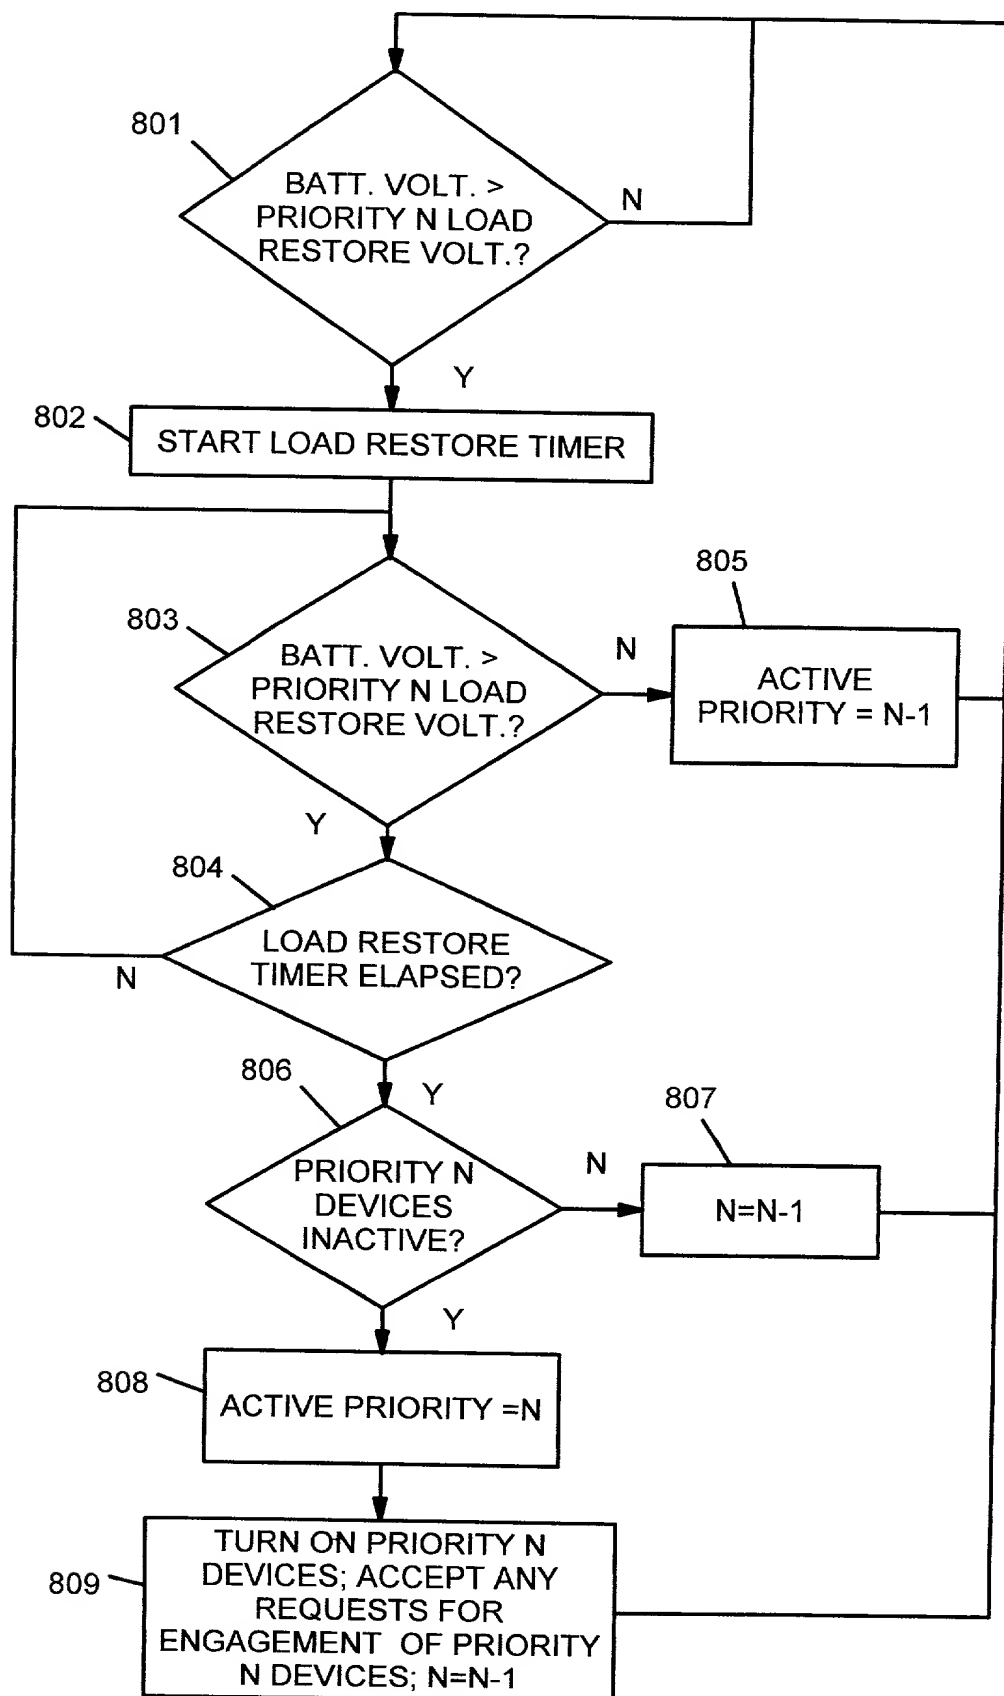 801
BATT. VOLT. >
PRIORITY N LOAD
RESTORE VOLT.?
N
Y
802
START LOAD RESTORE TIMER
803
BATT. VOLT. >
PRIORITY N LOAD
RESTORE VOLT.?
N
805
ACTIVE
PRIORITY = N-1
Y
804
LOAD RESTORE
TIMER ELAPSED?
N
Y
806
PRIORITY N
DEVICES
INACTIVE?
N
807
N=N-1
Y
808
ACTIVE PRIORITY =N
809
TURN ON PRIORITY N
DEVICES; ACCEPT ANY
REQUESTS FOR
ENGAGEMENT OF PRIORITY
N DEVICES; N=N-1